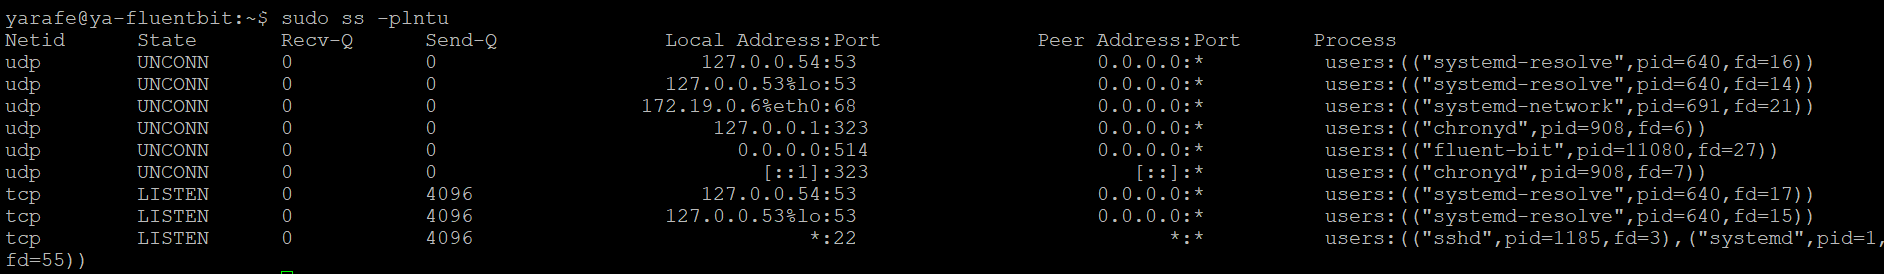 yarafe@ya-fluentbit:~$ sudo ss -plntu
Netid      State       Recv-Q      Send-Q              Local Address:Port             Peer Address:Port      Process
udp        UNCONN      0           0                      127.0.0.54:53                    0.0.0.0:*          users:(("systemd-resolve",pid=640,fd=16))
udp        UNCONN      0           0                   127.0.0.53%lo:53                    0.0.0.0:*          users:(("systemd-resolve",pid=640,fd=14))
udp        UNCONN      0           0                 172.19.0.6%eth0:68                    0.0.0.0:*          users:(("systemd-network",pid=691,fd=21))
udp        UNCONN      0           0                       127.0.0.1:323                   0.0.0.0:*          users:(("chronyd",pid=908,fd=6))
udp        UNCONN      0           0                         0.0.0.0:514                   0.0.0.0:*          users:(("fluent-bit",pid=11080,fd=27))
udp        UNCONN      0           0                           [::1]:323                      [::]:*          users:(("chronyd",pid=908,fd=7))
tcp        LISTEN      0           4096                   127.0.0.54:53                    0.0.0.0:*          users:(("systemd-resolve",pid=640,fd=17))
tcp        LISTEN      0           4096                127.0.0.53%lo:53                    0.0.0.0:*          users:(("systemd-resolve",pid=640,fd=15))
tcp        LISTEN      0           4096                            *:22                          *:*          users:(("sshd",pid=1185,fd=3),("systemd",pid=1,
fd=55))